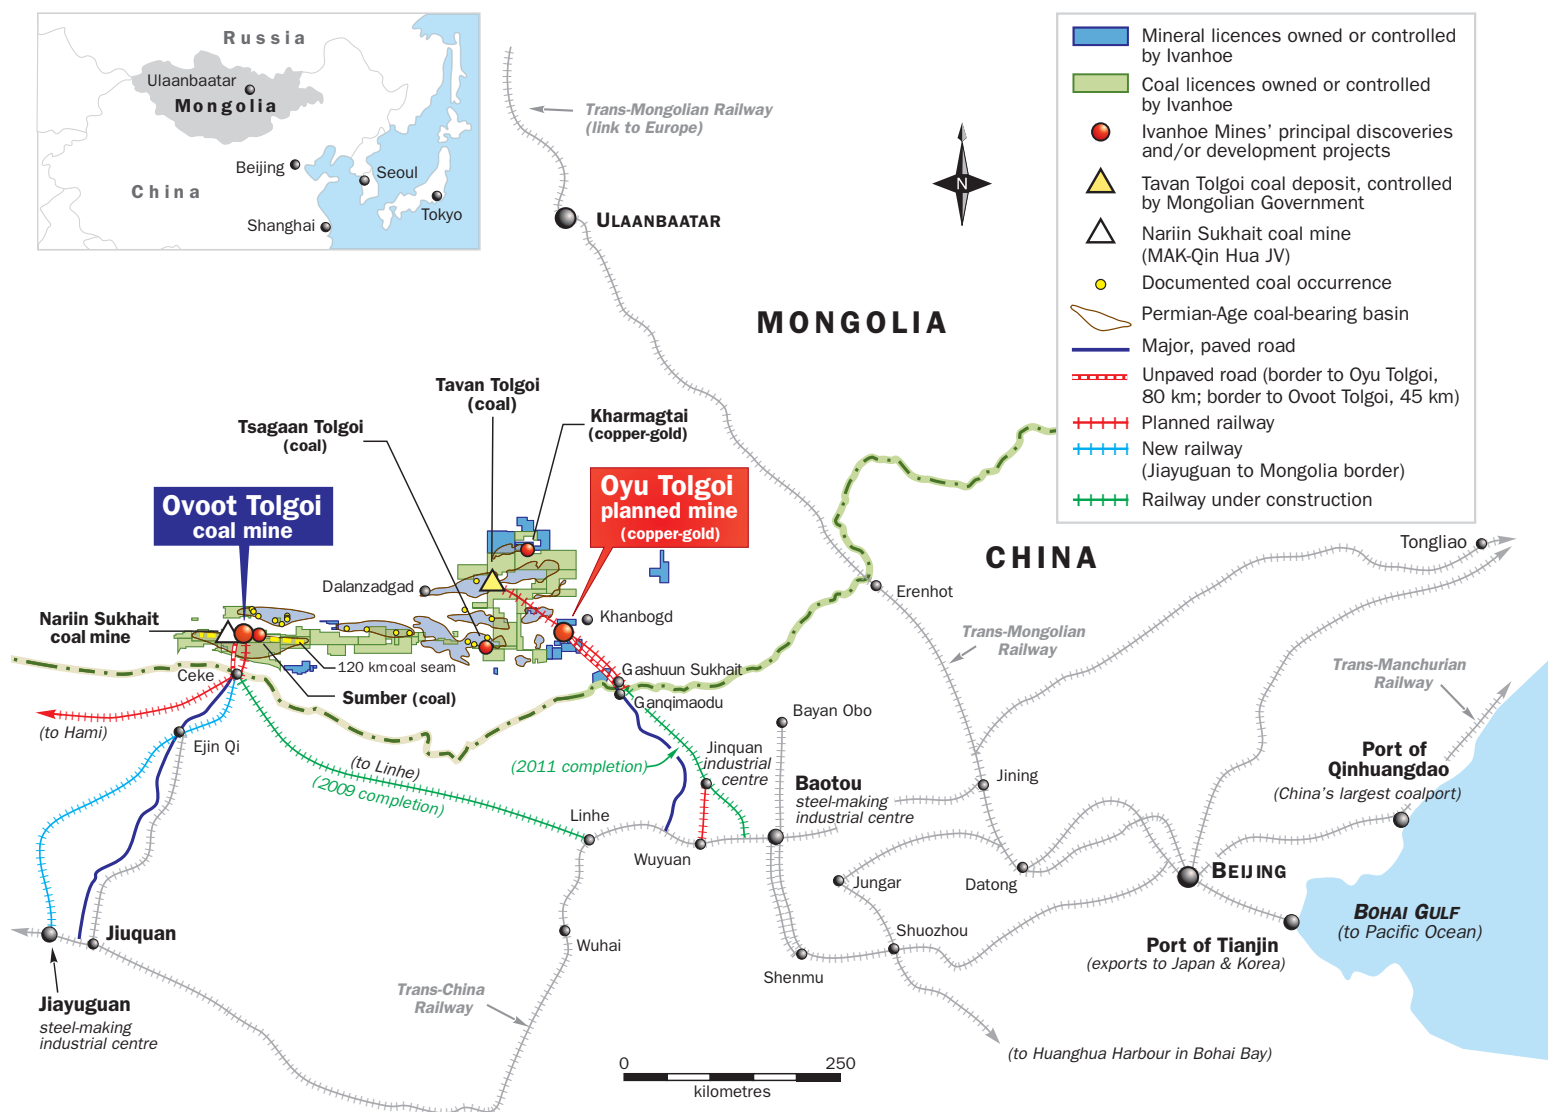 Russia
Ulaanbaatar
Mongolia
Beijing
Seoul
China
Tokyo
Shanghai
Trans-Mongolian Railway
(link to Europe)
N
ULAANBAATAR
MONGOLIA
Mineral licences owned or controlled
by Ivanhoe
Coal licences owned or controlled
by Ivanhoe
Ivanhoe Mines' principal discoveries
and/or development projects
Tavan Tolgoi coal deposit, controlled
by Mongolian Government
Nariin Sukhait coal mine
(MAK-Qin Hua JV)
Documented coal occurrence
Permian-Age coal-bearing basin
Major, paved road
Unpaved road (border to Oyu Tolgoi,
80 km; border to Ovoot Tolgoi, 45 km)
Planned railway
New railway
(Jiayuguan to Mongolia border)
Railway under construction
Tavan Tolgoi
(coal)
Kharmagtai
(copper-gold)
Tsagaan Tolgoi
(coal)
Ovoot Tolgoi
coal mine
Oyu Tolgoi
planned mine
(copper-gold)
CHINA
Tongliao
Dalanzadgad
Erenhot
Khanbogd
Nariin Sukhait
coal mine
Trans-Mongolian
Railway
120 km coal seam
Ceke
Gashuun Sukhait
Sumber (coal)
Ganqimaodu
Trans-Manchurian
Railway
(to Hami)
Ejin Qi
Bayan Obo
Jinquan
industrial
centre
(to Linhe)
(2009 completion)
(2011 completion)
Port of
Qinhuangdao
(China's largest coalport)
Baotou
steel-making
industrial centre
Jining
Linhe
Wuyuan
Jungar
Datong
BEIJING
BOHAI GULF
(to Pacific Ocean)
Jiuquan
Wuhai
Shuozhou
Port of Tianjin
(exports to Japan & Korea)
Shenmu
Jiayuguan
steel-making
industrial centre
Trans-China
Railway
(to Huanghua Harbour in Bohai Bay)
0 250
kilometres